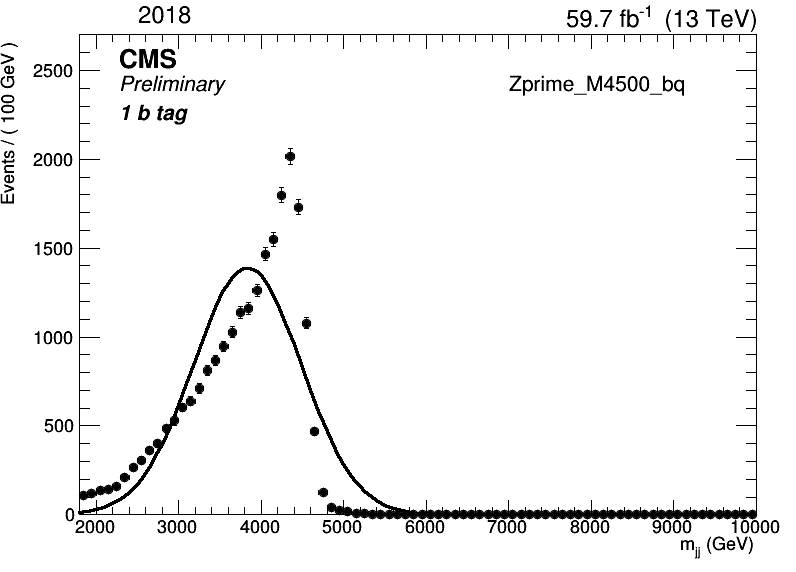 2018
59.7 fb-1 (13 TeV)
CMS
Preliminary
1 b tag
Zprime_M4500_bq
Events / ( 100 GeV )
2500
2000
1500
1000
500
0
2000 3000 4000 5000 6000 7000 8000 9000 10000
mjj (GeV)